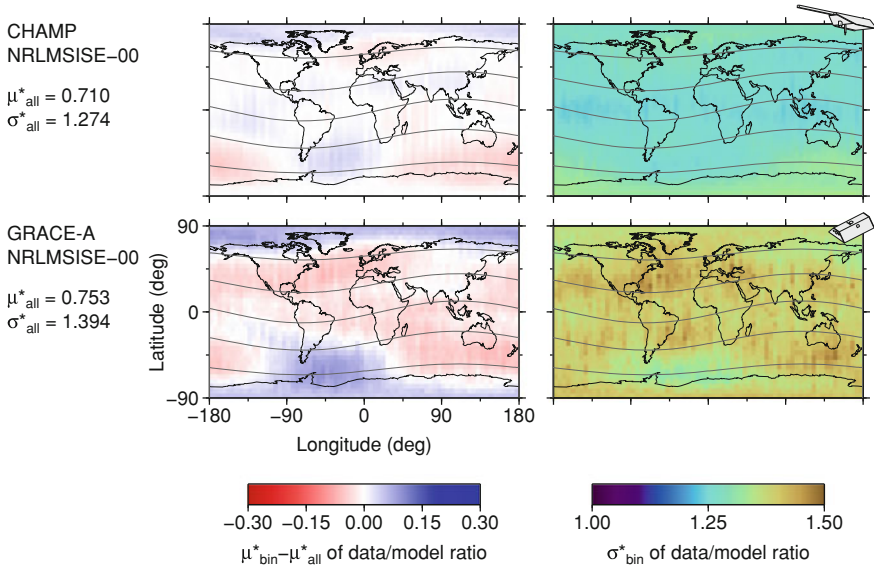 CHAMP
NRLMSISE−00
μ*all = 0.710
σ*all = 1.274
GRACE-A
NRLMSISE−00
μ*all = 0.753
σ*all = 1.394
90
0
−90
Latitude (deg)
−180 −90 0 90 180
Longitude (deg)
−0.30 −0.15 0.00 0.15 0.30
μ*bin−μ*all of data/model ratio
1.00 1.25 1.50
σ*bin of data/model ratio